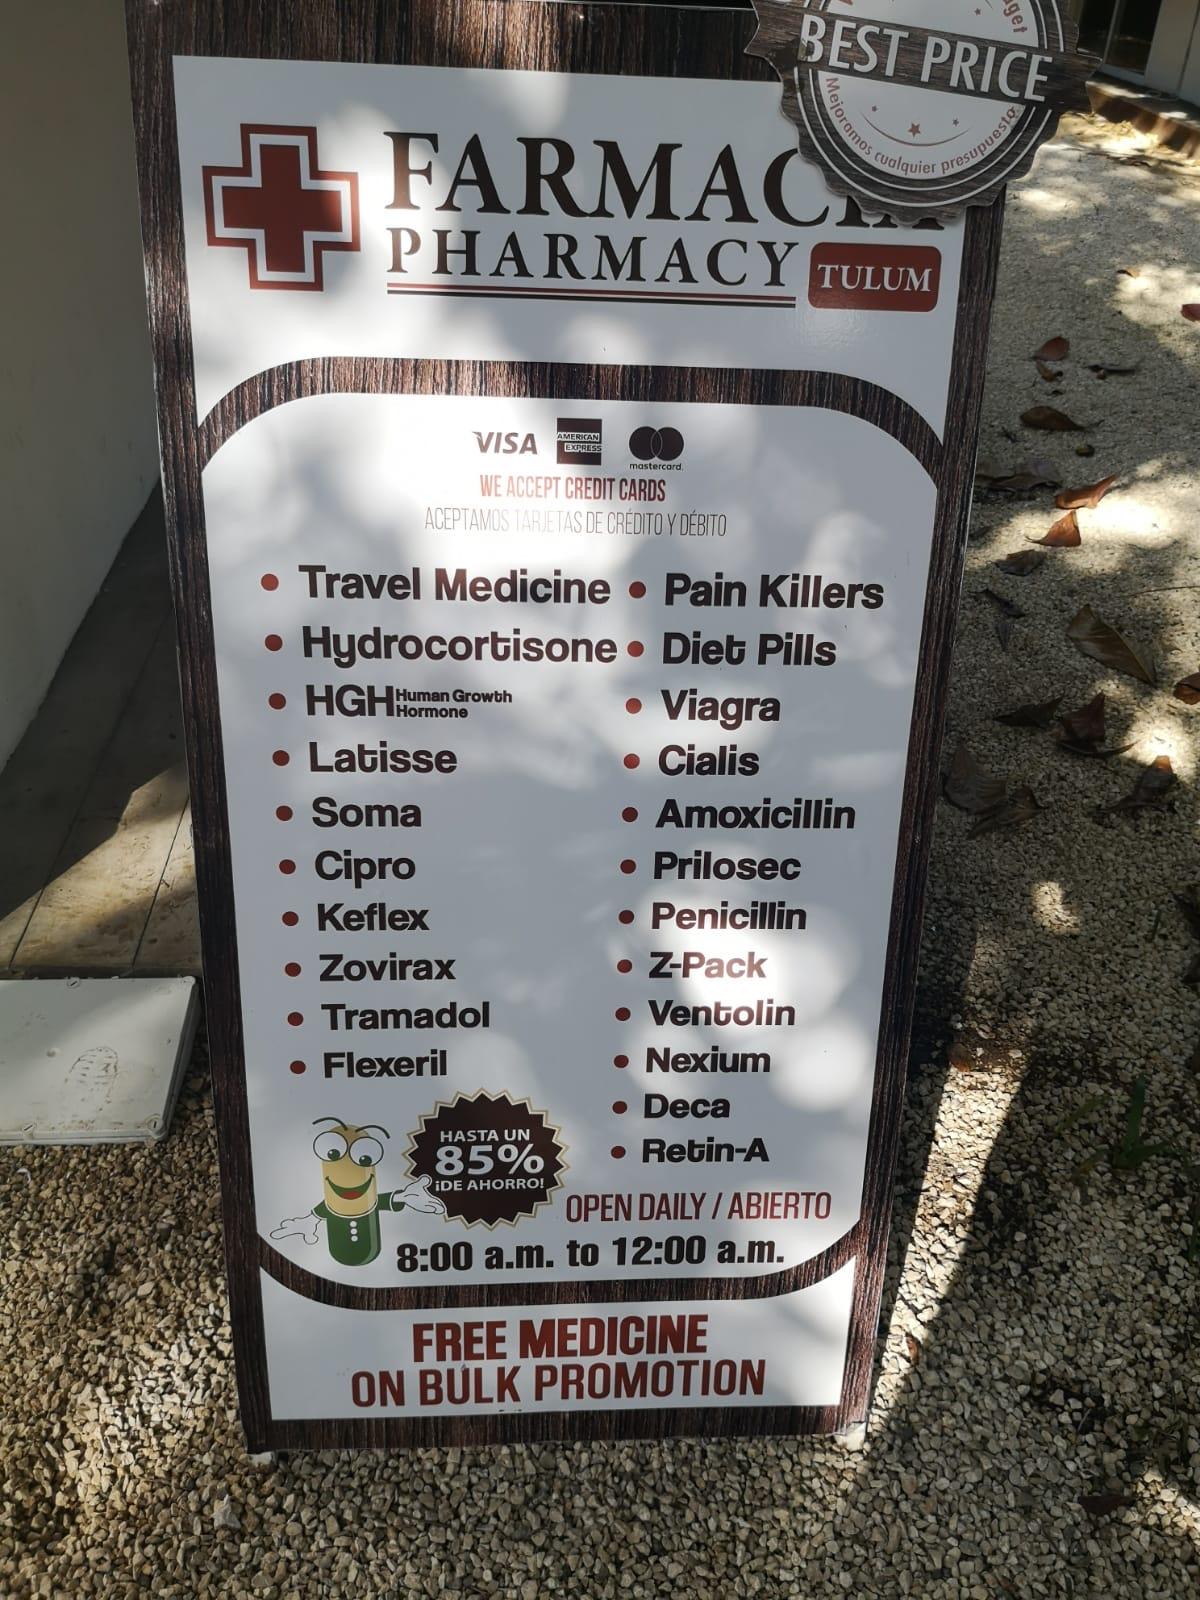 BEST PRICE
Mejoramos cualquier presupuesto
FARMACIA
PHARMACY
TULUM
VISA
AMERICAN
EXPRESS
mastercard.
WE ACCEPT CREDIT CARDS
ACEPTAMOS TARJETAS DE CRÉDITO Y DÉBITO
• Travel Medicine
• Hydrocortisone
• HGH Human Growth
Hormone
• Latisse
• Soma
• Cipro
• Keflex
• Zovirax
• Tramadol
• Flexeril
• Pain Killers
• Diet Pills
• Viagra
• Cialis
• Amoxicillin
• Prilosec
• Penicillin
• Z-Pack
• Ventolin
• Nexium
• Deca
• Retin-A
HASTA UN
85%
¡DE AHORRO!
OPEN DAILY / ABIERTO
8:00 a.m. to 12:00 a.m.
FREE MEDICINE
ON BULK PROMOTION